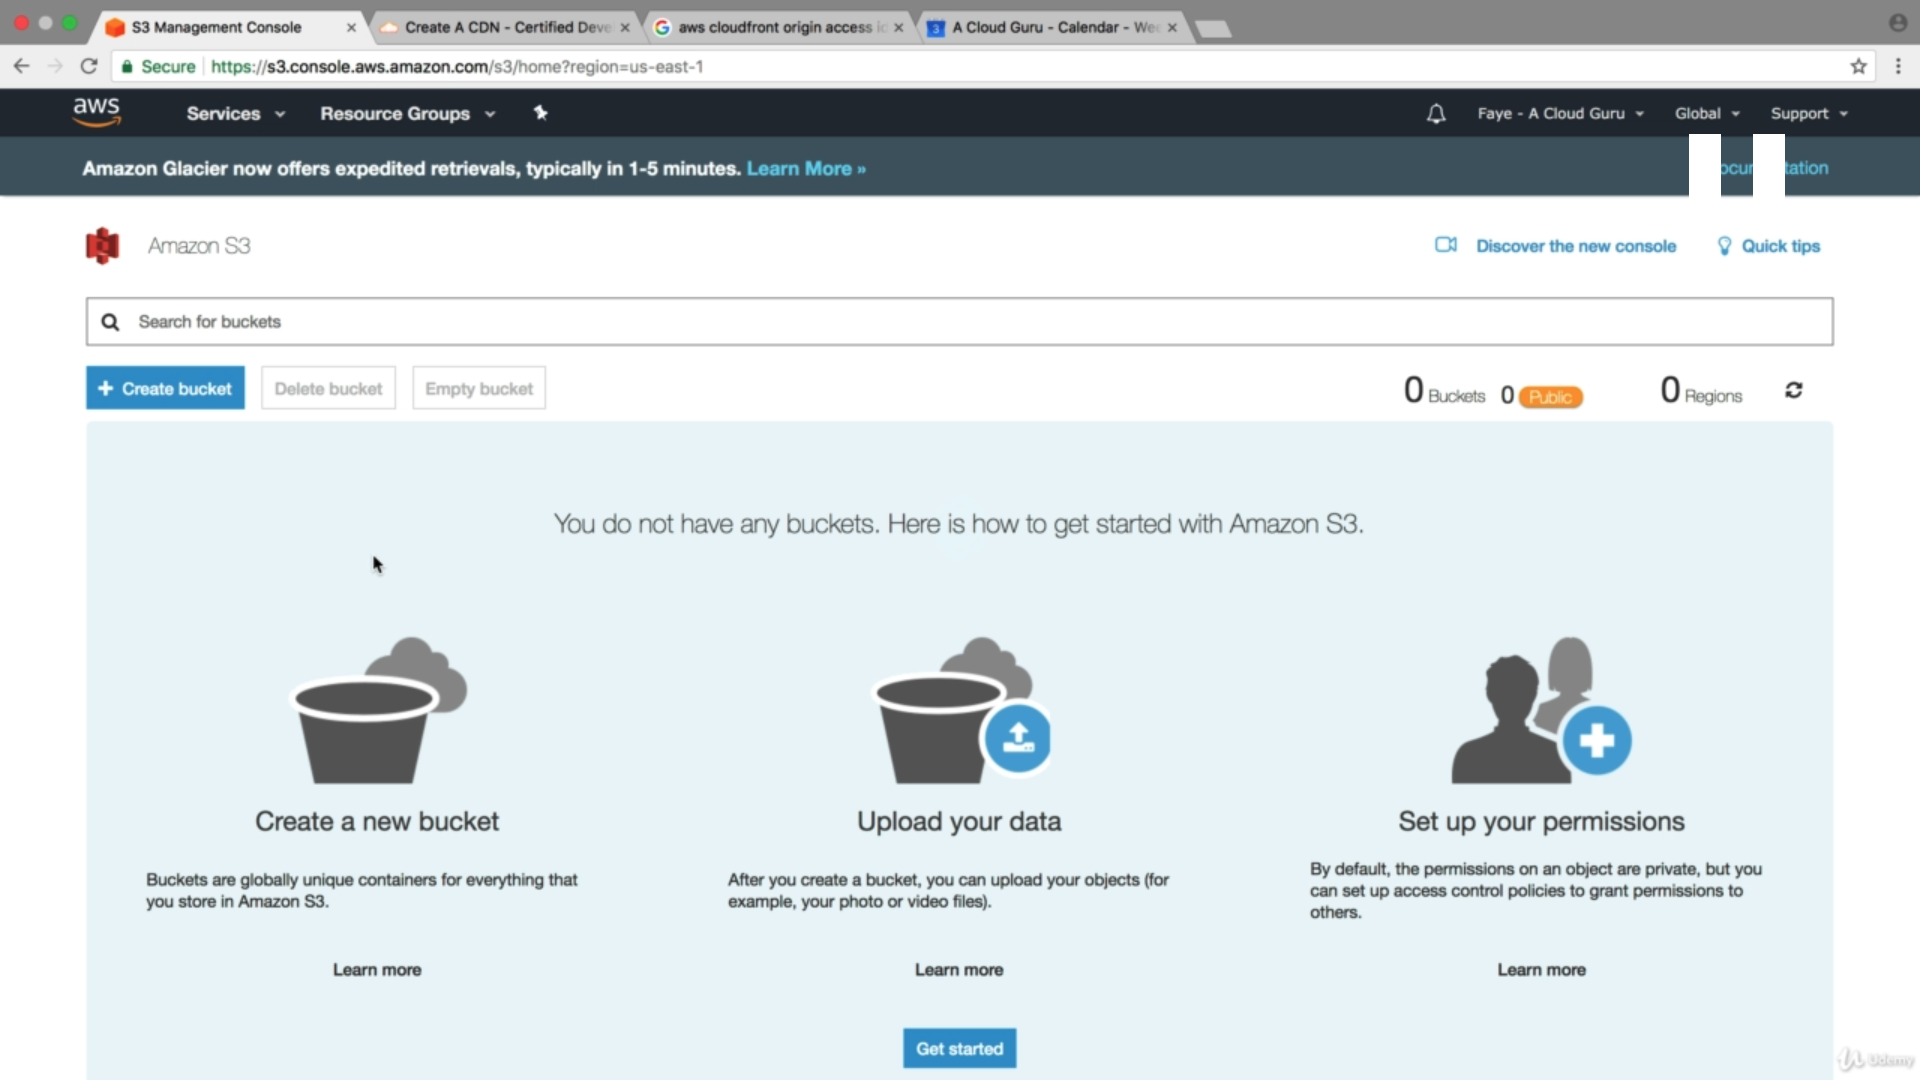 S3 Management Console
Create A CDN - Certified Deve
aws cloudfront origin access
A Cloud Guru - Calendar - We
Secure https://s3.console.aws.amazon.com/s3/home?region=us-east-1
aws Services Resource Groups Faye - A Cloud Guru Global Support
Amazon Glacier now offers expedited retrievals, typically in 1-5 minutes. Learn More »
Amazon S3 Discover the new console Quick tips
Search for buckets
+ Create bucket Delete bucket Empty bucket 0 Buckets 0 Public 0 Regions
You do not have any buckets. Here is how to get started with Amazon S3.
Create a new bucket
Buckets are globally unique containers for everything that
you store in Amazon S3.
Learn more
Upload your data
After you create a bucket, you can upload your objects (for
example, your photo or video files).
Learn more
Set up your permissions
By default, the permissions on an object are private, but you
can set up access control policies to grant permissions to
others.
Learn more
Get started
Udemy